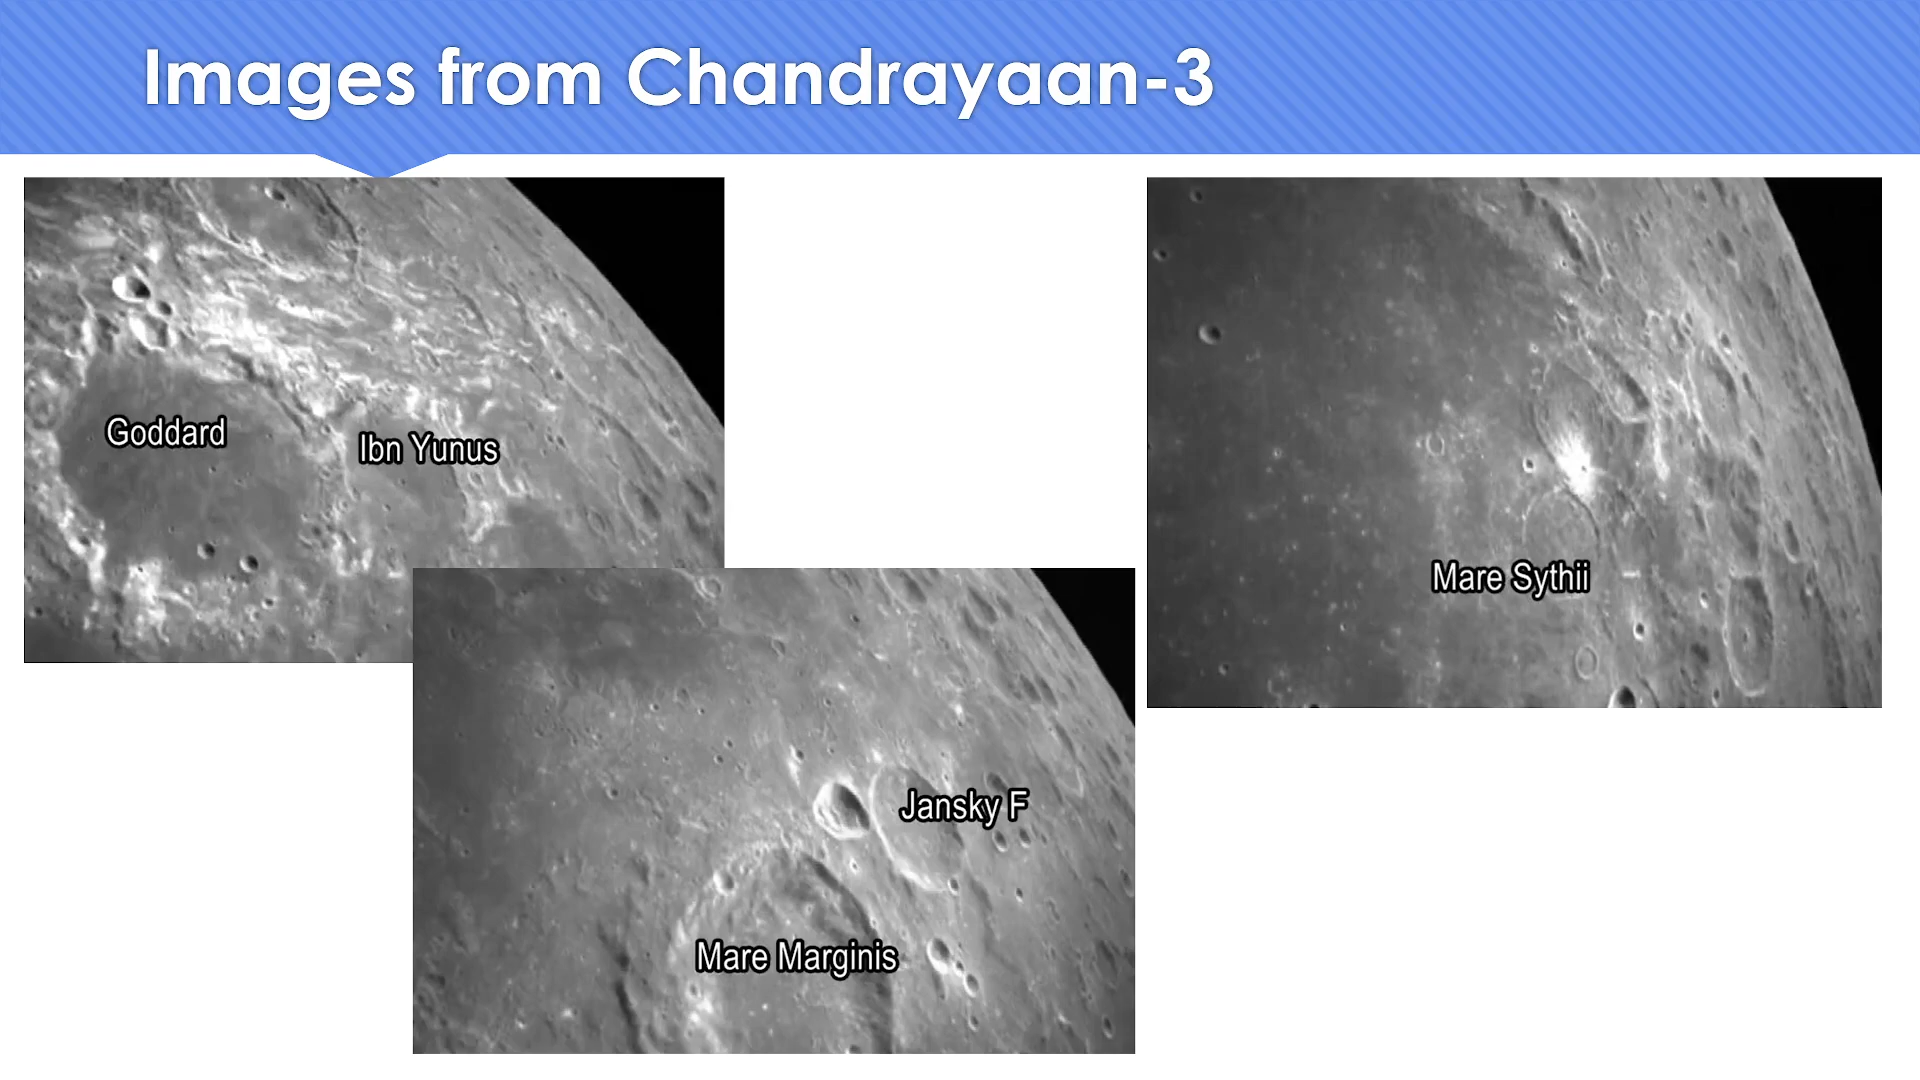 Images from Chandrayaan-3
Goddard
Ibn Yunus
Mare Sythii
Jansky F
Mare Marginis